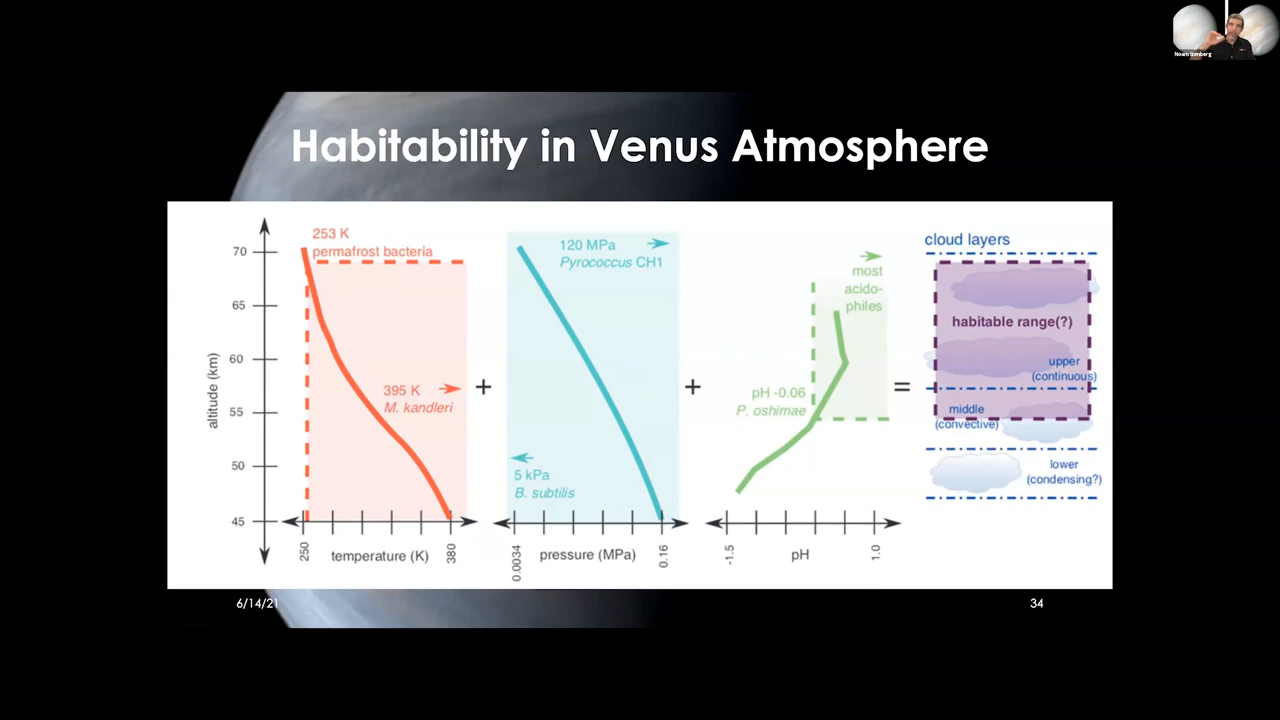 Noam Izenberg
Habitability in Venus Atmosphere
altitude (km)
70
65
60
55
50
45
253 K
permafrost bacteria
395 K
M. kandleri
250
temperature (K)
380
+
120 MPa
Pyrococcus CH1
5 kPa
B. subtilis
0.0034
pressure (MPa)
0.16
+
most
acido-
philes
pH -0.06
P. oshimae
-1.5
pH
1.0
=
cloud layers
habitable range(?)
upper
(continuous)
middle
(convective)
lower
(condensing?)
6/14/21
34